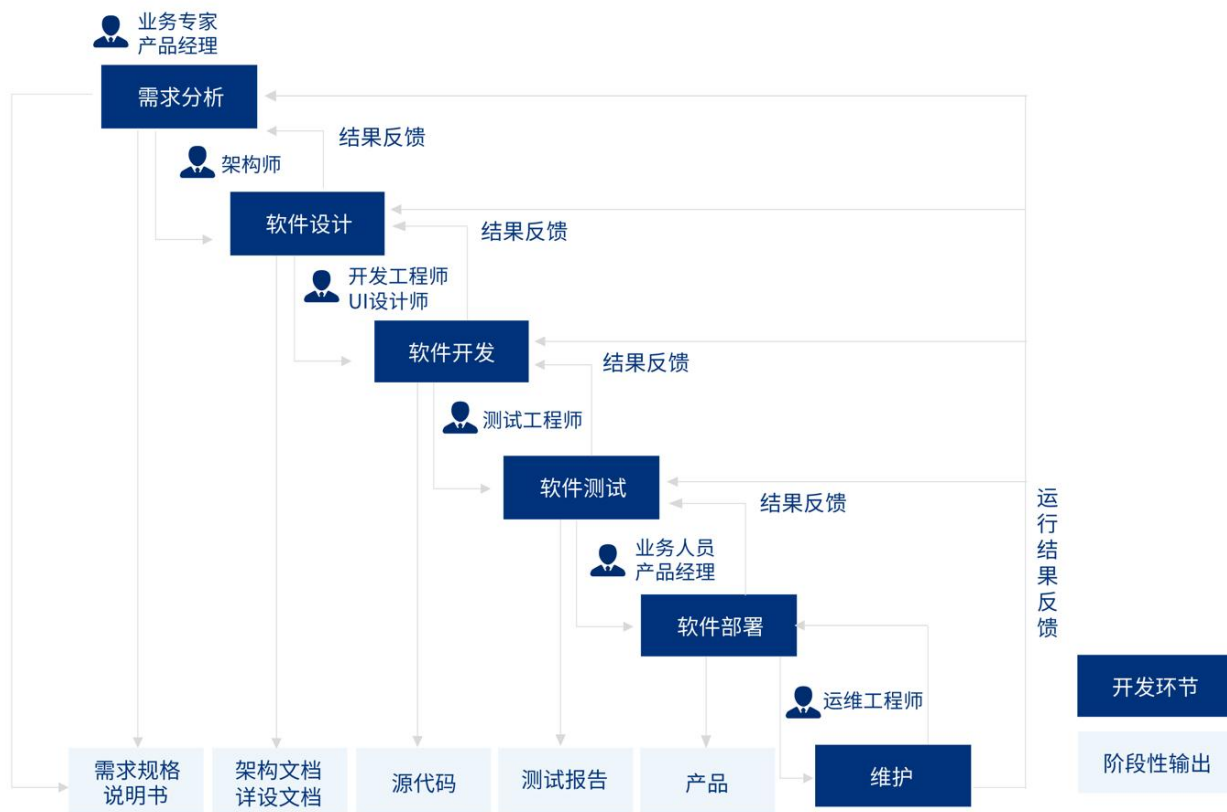 业务专家
产品经理
需求分析
结果反馈
架构师
软件设计
结果反馈
开发工程师
UI设计师
软件开发
结果反馈
测试工程师
软件测试
结果反馈
业务人员
产品经理
软件部署
运行结果反馈
运维工程师
开发环节
需求规格
说明书
架构文档
详设文档
源代码
测试报告
产品
维护
阶段性输出